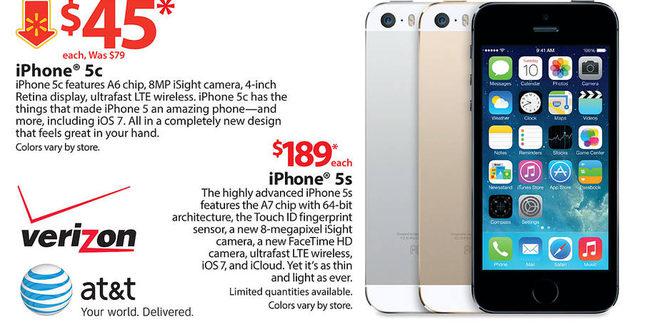 $45*
each, Was $79
iPhone® 5c
iPhone 5c features A6 chip, 8MP iSight camera, 4-inch
Retina display, ultrafast LTE wireless. iPhone 5c has the
things that made iPhone 5 an amazing phone—and
more, including iOS 7. All in a completely new design
that feels great in your hand.
Colors vary by store.
$189*
each
iPhone® 5s
The highly advanced iPhone 5s
features the A7 chip with 64-bit
architecture, the Touch ID fingerprint
sensor, a new 8-megapixel iSight
camera, a new FaceTime HD
camera, ultrafast LTE wireless,
iOS 7, and iCloud. Yet it's as thin
and light as ever.
Limited quantities available.
Colors vary by store.
verizon
at&t
Your world. Delivered.
9:41 AM
Messages Calendar Photos Camera
Weather Clock Maps Videos
Notes Reminders Stocks Game Center
Newsstand iTunes Store App Store Passbook
Compass Settings
Phone Mail Safari Music
iPhone